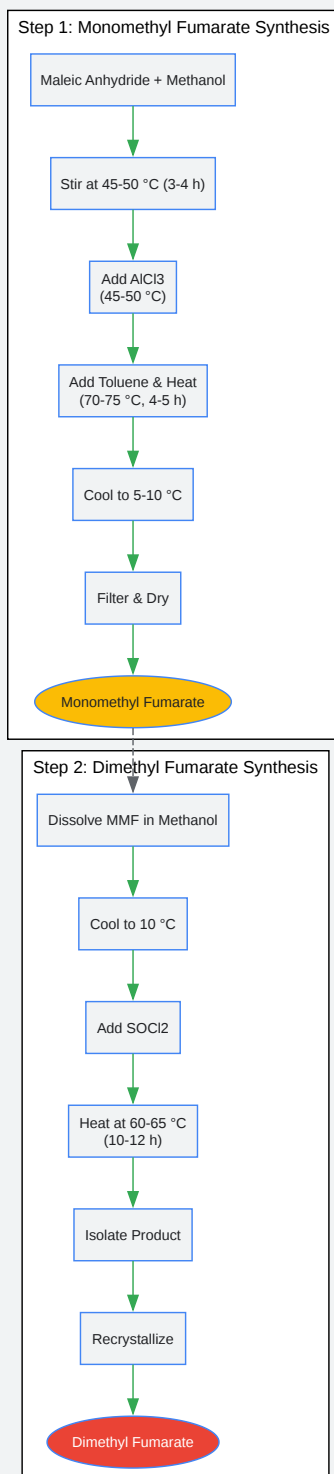 Step 1: Monomethyl Fumarate Synthesis
Maleic Anhydride + Methanol
Stir at 45-50 °C (3-4 h)
Add AlCl3
(45-50 °C)
Add Toluene & Heat
(70-75 °C, 4-5 h)
Cool to 5-10 °C
Filter & Dry
Monomethyl Fumarate
Step 2: Dimethyl Fumarate Synthesis
Dissolve MMF in Methanol
Cool to 10 °C
Add SOCl2
Heat at 60-65 °C
(10-12 h)
Isolate Product
Recrystallize
Dimethyl Fumarate